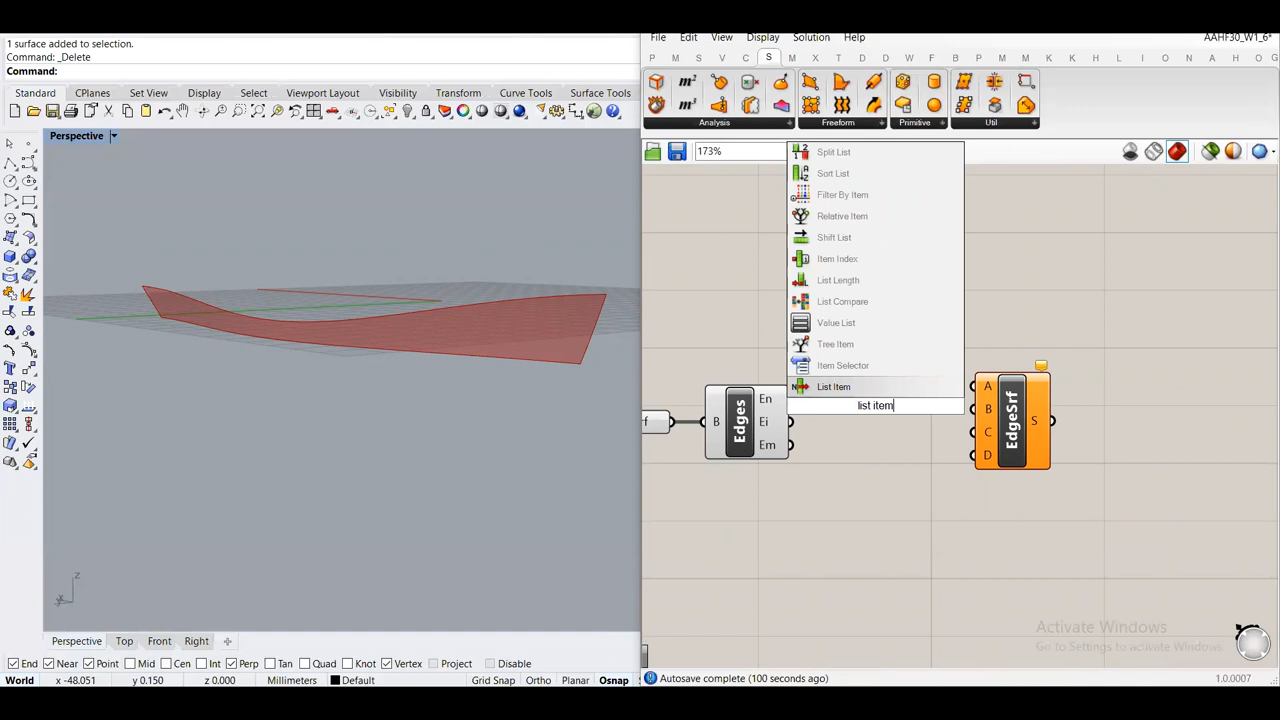 1 surface added to selection.
Command: _Delete
Command:
Standard CPlanes Set View Display Select Viewport Layout Visibility Transform Curve Tools Surface Tools
Perspective
z
x
Perspective Top Front Right
End Near Point Mid Cen Int Perp Tan Quad Knot Vertex Project Disable
World x -48.051 y 0.150 z 0.000 Millimeters Default Grid Snap Ortho Planar Osnap
File Edit View Display Solution Help AAHF30_W1_6*
P M S V C S M X T W F B P M K H O G
m²
m³
Analysis Freeform Primitive Util
173%
Split List
Sort List
Filter By Item
Relative Item
Shift List
Item Index
List Length
List Compare
Value List
Tree Item
Item Selector
List Item
list item
rf B Edges En Ei Em
A B C D EdgeSrf S
Activate Windows
Go to Settings to activate Windows.
Autosave complete (100 seconds ago) 1.0.0007